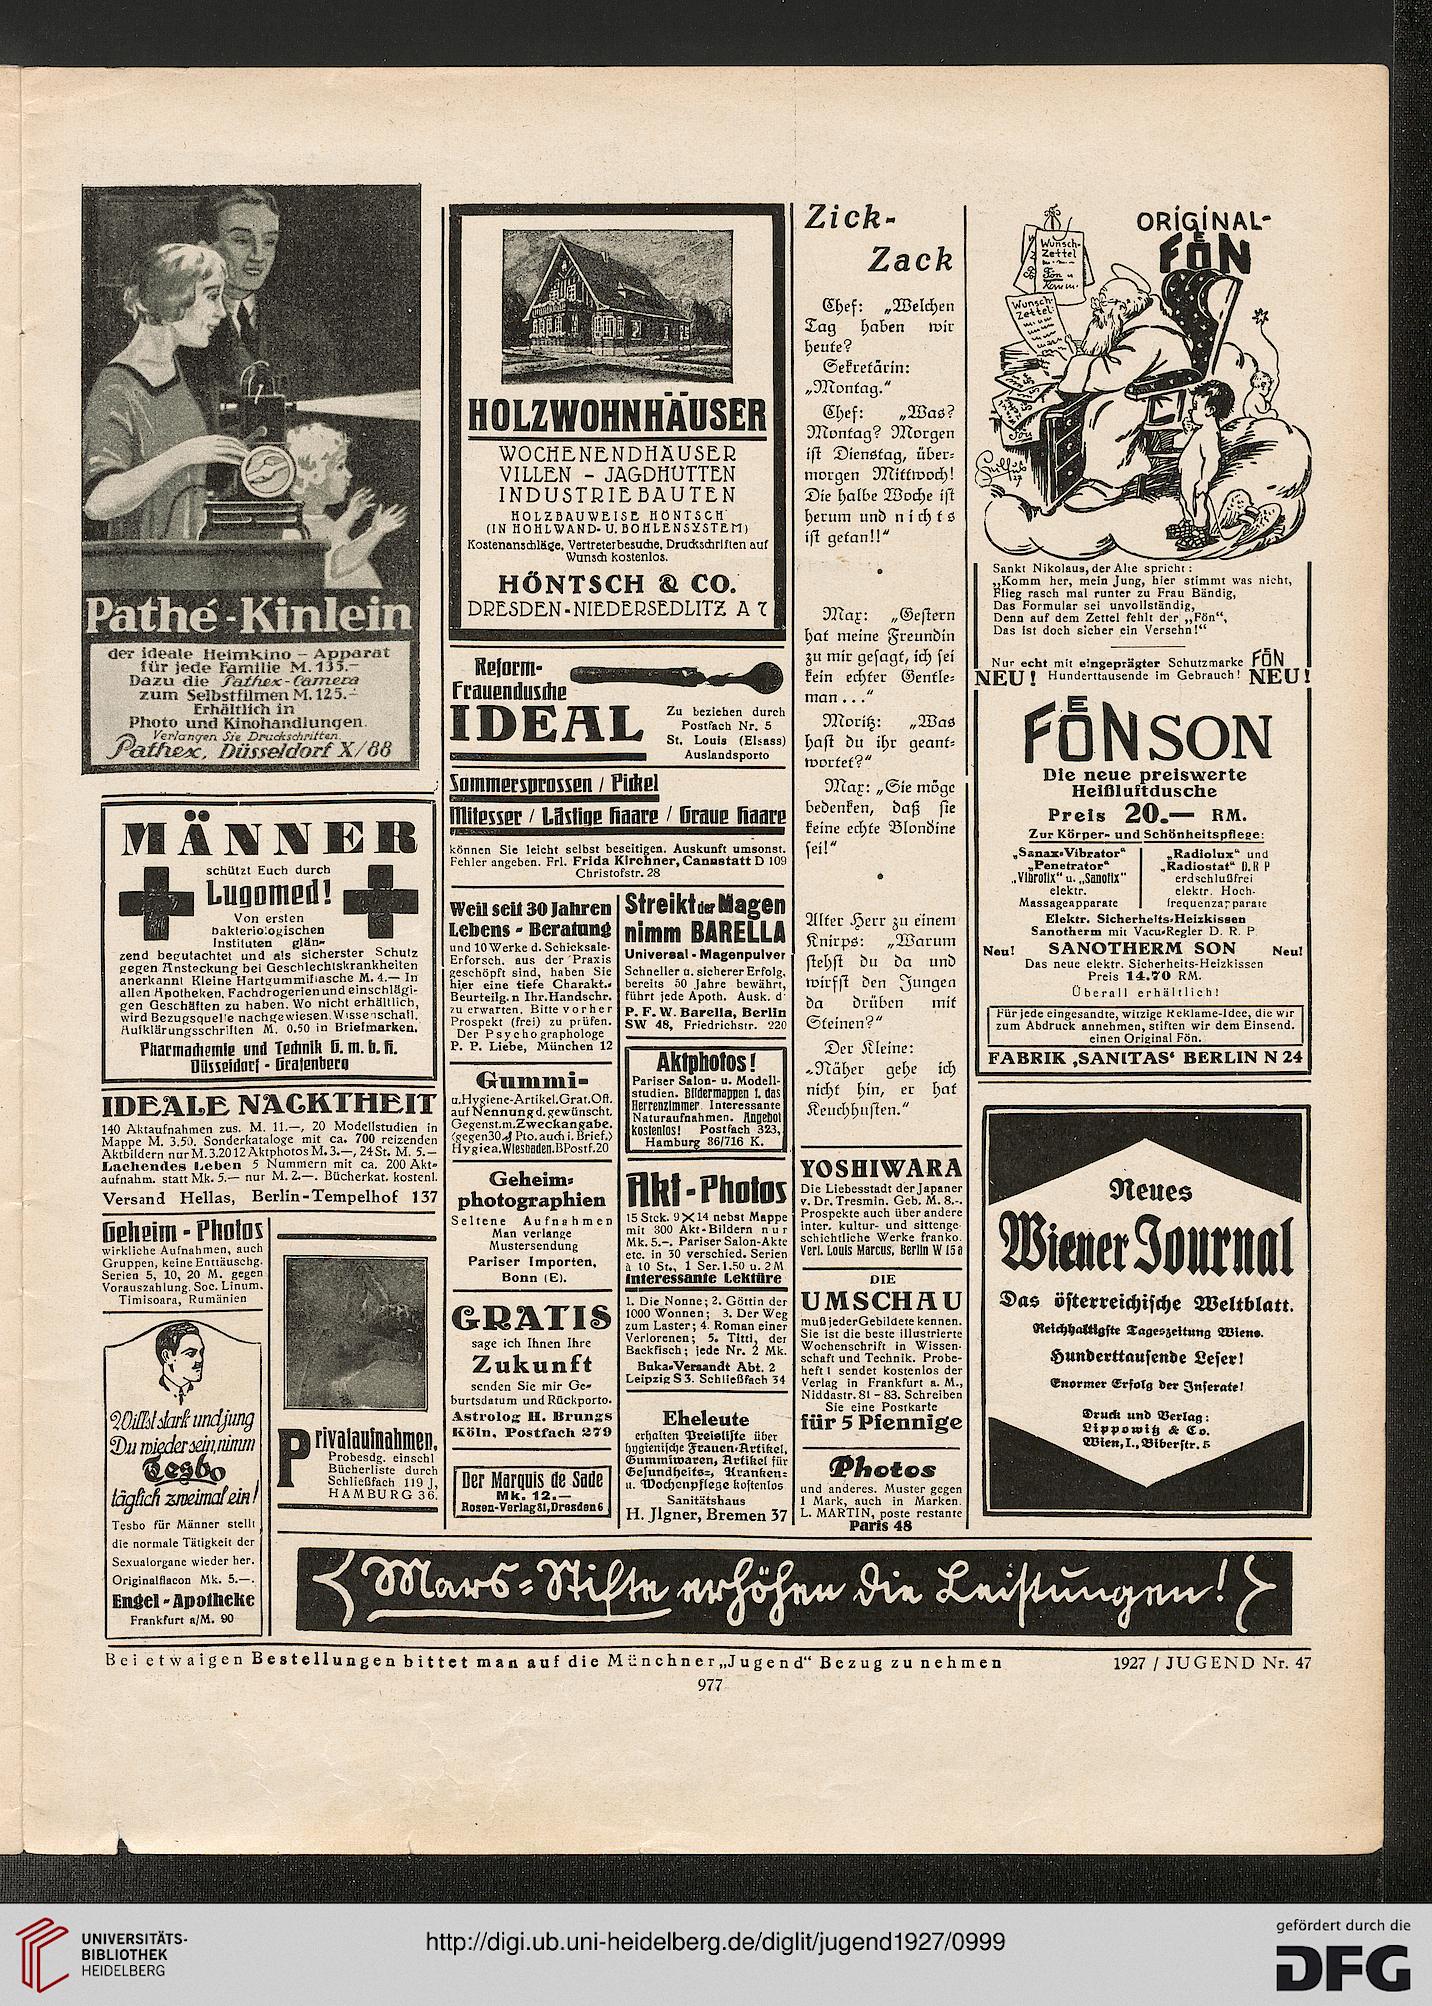 Pathé-Kinlein
der ideale Heimkino – Apparat
für jede Familie M. 135.–
Dazu die Pathex-Camera
zum Selbstfilmen M. 125.–
Erhältlich in
Photo und Kinohandlungen.
Verlangen Sie Druckschriften.
Pathex, Düsseldorf X/88
MÄNNER
schützt Euch durch
Lugomed!
Von ersten
bakteriologischen
Instituten glän-
zend begutachtet und als sicherster Schutz
gegen Ansteckung bei Geschlechtskrankheiten
anerkannt Kleine Hartgummiflasche M. 4.— In
allen Apotheken, Fachdrogerien und einschlägi-
gen Geschäften zu haben. Wo nicht erhältlich,
wird Bezugsquelle nachgewiesen. Wissenschaftl.
Aufklärungsschriften M. 0.50 in Briefmarken.
Pharmachemie und Technik G. m. b. H.
Düsseldorf - Grafenberg
IDEALE NACKTHEIT
140 Aktaufnahmen zus. M. 11.—, 20 Modellstudien in
Mappe M. 3.50. Sonderkataloge mit ca. 700 reizenden
Aktbildern nur M. 3.20 12 Aktphotos M. 3.—, 24 St. M. 5.—
Lachendes Leben 5 Nummern mit ca. 200 Akt-
aufnahm. statt Mk. 5.— nur M. 2.—. Bücherkat. kostenl.
Versand Hellas, Berlin-Tempelhof 137
Geheim - Photos
wirkliche Aufnahmen, auch
Gruppen, keine Enttäuschg.
Serien 5, 10, 20 M. gegen
Vorauszahlung. Soc. Linum.
Timisoara, Rumänien
Willst stark und jung
Du wieder sein, nimm
Tesbo
täglich zweimal ein!
Tesbo für Männer stellt
die normale Tätigkeit der
Sexualorgane wieder her.
Originalflacon Mk. 5.—.
Engel - Apotheke
Frankfurt a/M. 90
Privataufnahmen.
Probesdg. einschl
Bücherliste durch
Schließfach 119 J,
HAMBURG 36.
HOLZWOHNHÄUSER
WOCHENENDHÄUSER
VILLEN – JAGDHÜTTEN
INDUSTRIEBAUTEN
HOLZBAUWEISE HÖNTSCH
(IN HOHLWAND- U. BOHLENSYSTEM)
Kostenanschläge, Vertreterbesuche, Druckschriften auf
Wunsch kostenlos.
HÖNTSCH & CO.
DRESDEN-NIEDERSEDLITZ A 7
Reform-
Frauendusche
IDEAL
Zu beziehen durch
Postfach Nr. 5
St. Louis (Elsass)
Auslandsporto
Sommersprossen / Pickel
Mitesser / Lästige Haare / Graue Haare
können Sie leicht selbst beseitigen. Auskunft umsonst.
Fehler angeben. Frl. Frida Kirchner, Cannstatt D 109
Christofstr. 28
Weil seit 30 Jahren
Lebens - Beratung
und 10 Werke d. Schicksals-
Erforsch. aus der Praxis
geschöpft sind, haben Sie
hier eine tiefe Charakt.-
Beurteilg. n Ihr. Handschr.
zu erwarten. Bitte vorher
Prospekt (frei) zu prüfen.
Der Psychographologe
P. P. Liebe, München 12
Gummi-
u. Hygiene-Artikel. Grat. Off.
auf Nennung d. gewünscht.
Gegenst. m. Zweckangabe.
(gegen 30 ₰ Pto. auch i. Brief.)
Hygiea. Wiesbaden. B Postf. 20
Geheim-
photographien
Seltene Aufnahmen
Man verlange
Mustersendung
Pariser Importen,
Bonn (E).
GRATIS
sage ich Ihnen Ihre
Zukunft
senden Sie mir Ge-
burtsdatum und Rückporto.
Astrolog H. Brungs
Köln, Postfach 279
Der Marquis de Sade
Mk. 12.—
Rosen-Verlag 81, Dresden 6
Streikt der Magen
nimm BARELLA
Universal - Magenpulver
Schneller u. sicherer Erfolg,
bereits 50 Jahre bewährt,
führt jede Apoth. Ausk. d.
P. F. W. Barella, Berlin
SW 48, Friedrichstr. 220
Aktphotos!
Pariser Salon- u. Modell-
studien. Bildermappen f. das
Herrenzimmer. Interessante
Naturaufnahmen. Angebot
kostenlos! Postfach 323,
Hamburg 36/716 K.
Akt-Photos
15 Stck. 9×14 nebst Mappe
mit 300 Akt-Bildern nur
Mk. 5.–. Pariser Salon-Akte
etc. in 30 verschied. Serien
à 10 St., 1 Ser. 1.50 u. 2 M
Interessante Lektüre
1. Die Nonne; 2. Göttin der
1000 Wonnen; 3. Der Weg
zum Laster; 4. Roman einer
Verlorenen; 5. Titti, der
Backfisch; jede Nr. 2 Mk.
Buka-Versandt Abt. 2
Leipzig S 3. Schließfach 34
Eheleute
erhalten Preisliste über
hygienische Frauen-Artikel,
Gummiwaren, Artikel für
Gesundheits-, Kranken-
u. Wochenpflege kostenlos
Sanitätshaus
H. Jlgner, Bremen 37
Zick-
Zack
Chef: „Welchen
Tag haben wir
heute?
Sekretärin:
„Montag.“
Chef: „Was?
Montag? Morgen
ist Dienstag, über-
morgen Mittwoch!
Die halbe Woche ist
herum und nichts
ist getan!!“
Max: „Gestern
hat meine Freundin
zu mir gesagt, ich sei
kein echter Gentle-
man . . .“
Moritz: „Was
hast du ihr geant-
wortet?“
Max: „Sie möge
bedenken, daß sie
keine echte Blondine
sei!“
Alter Herr zu einem
Knirps: „Warum
stehst du da und
wirfst den Jungen
da drüben mit
Steinen?“
Der Kleine:
„Näher gehe ich
nicht hin, er hat
Keuchhusten.“
YOSHIWARA
Die Liebesstadt der Japaner
v. Dr. Tresmin. Geb. M. 8.-.
Prospekte auch über andere
inter. kultur- und sittenge-
schichtliche Werke franko.
Verl. Louis Marcus, Berlin W 15 a
DIE
UMSCHAU
muß jeder Gebildete kennen.
Sie ist die beste illustrierte
Wochenschrift in Wissen-
schaft und Technik. Probe-
heft 1 sendet kostenlos der
Verlag in Frankfurt a. M.,
Niddastr. 81 – 83. Schreiben
Sie eine Postkarte
für 5 Pfennige
Photos
und anderes. Muster gegen
1 Mark, auch in Marken.
L. MARTIN, poste restante
Paris 48
ORIGINAL-
FÖN
Wunsch-
Zettel
Fön
Wunsch-
Zettel
Sankt Nikolaus, der Alte spricht:
„Komm her, mein Jung, hier stimmt was nicht,
Flieg rasch mal runter zu Frau Bändig,
Das Formular sei unvollständig,
Denn auf dem Zettel fehlt der „Fön“,
Das ist doch sicher ein Versehn!“
Nur echt mit eingeprägter Schutzmarke FÖN
NEU! Hunderttausende im Gebrauch! NEU!
FÖNSON
Die neue preiswerte
Heißluftdusche
Preis 20.— RM.
Zur Körper- und Schönheitspflege:
„Sanax-Vibrator“
„Penetrator“
„Vibrofix“ u. „Sanofix“
elektr.
Massageapparate
„Radiolux“ und
„Radiostat“ D.R P
erdschlußfrei
elektr. Hoch-
frequenzapparate
Elektr. Sicherheits-Heizkissen
Sanotherm mit Vacu-Regler D. R. P.
Neu! SANOTHERM SON Neu!
Das neue elektr. Sicherheits-Heizkissen
Preis 14.70 RM.
Überall erhältlich!
Für jede eingesandte, witzige Reklame-Idee, die wir
zum Abdruck annehmen, stiften wir dem Einsend.
einen Original Fön.
FABRIK ‚SANITAS‘ BERLIN N 24
Neues
Wiener Journal
Das österreichische Weltblatt.
Reichhaltigste Tageszeitung Wiens.
Hunderttausende Leser!
Enormer Erfolg der Inserate!
Druck und Verlag:
Lippowitz & Co.
Wien, I., Biberstr. 5
Mars-Stifte erhöhen die Leistungen!
Bei etwaigen Bestellungen bittet man auf die Münchner „Jugend“ Bezug zu nehmen
1927 / JUGEND Nr. 47
977
UNIVERSITÄTS-
BIBLIOTHEK
HEIDELBERG
http://digi.ub.uni-heidelberg.de/diglit/jugend1927/0999
gefördert durch die
DFG